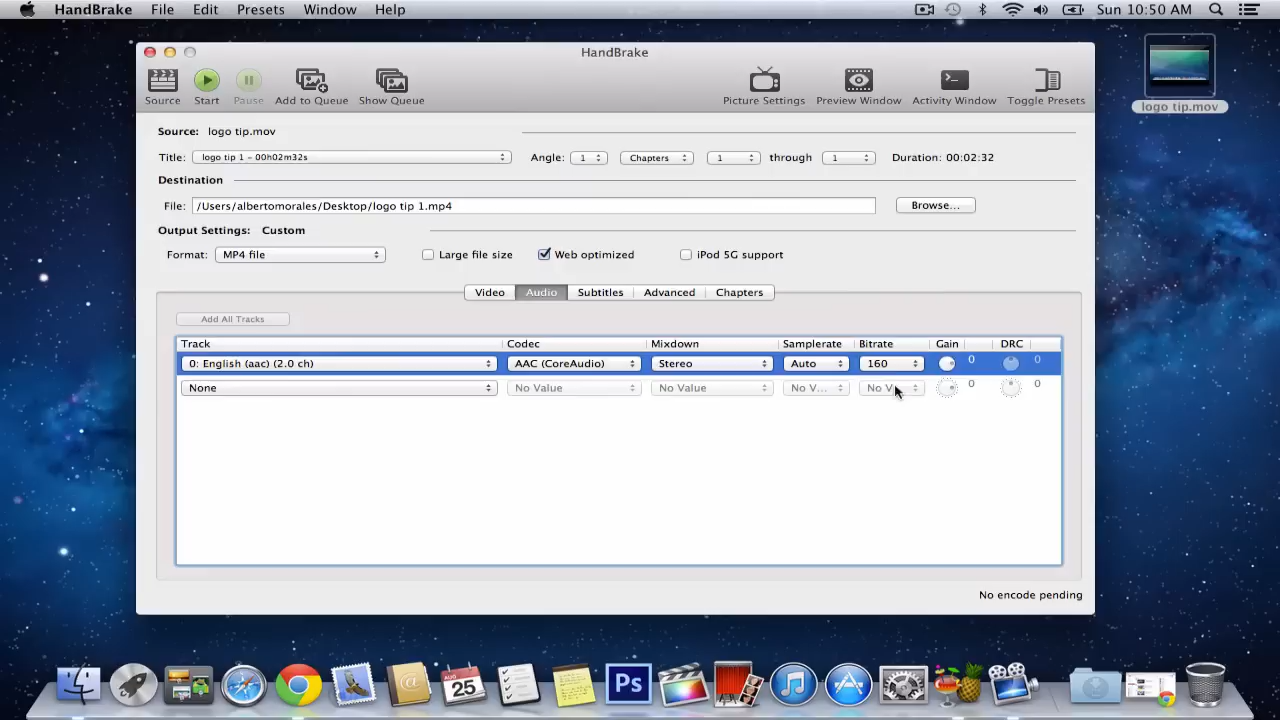 HandBrake File Edit Presets Window Help Sun 10:50 AM
HandBrake
Source Start Pause Add to Queue Show Queue Picture Settings Preview Window Activity Window Toggle Presets
logo tip.mov
Source: logo tip.mov
Title: logo tip 1 - 00h02m32s Angle: 1 Chapters 1 through 1 Duration: 00:02:32
Destination
File: /Users/albertomorales/Desktop/logo tip 1.mp4 Browse...
Output Settings: Custom
Format: MP4 file Large file size Web optimized iPod 5G support
Video Audio Subtitles Advanced Chapters
Add All Tracks
Track Codec Mixdown Samplerate Bitrate Gain DRC
0: English (aac) (2.0 ch) AAC (CoreAudio) Stereo Auto 160 0 0
None No Value No Value No V... No V 0 0
No encode pending
25
Ps